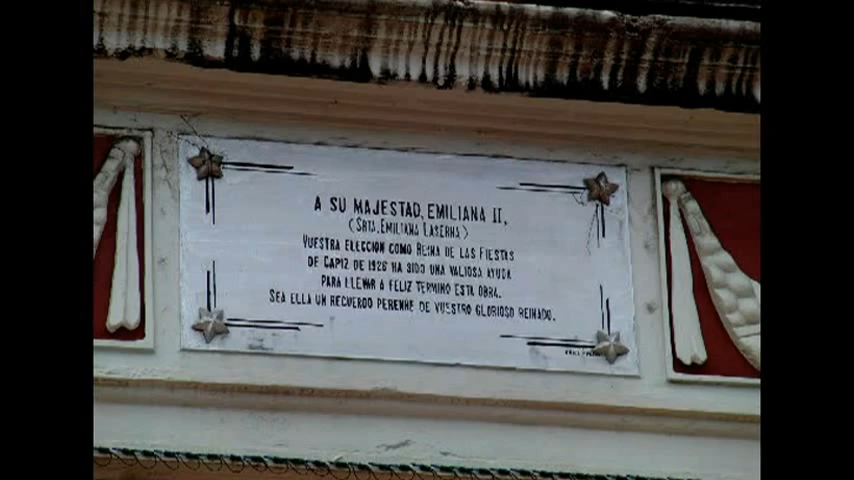 A SU MAJESTAD, EMILIANA II,
(SRTA. EMILIANA LASERNA)
VUESTRA ELECCION COMO REINA DE LAS FIESTAS
DE CAPIZ DE 1926 HA SIDO UNA VALIOSA AYUDA
PARA LLEVAR A FELIZ TERMINO ESTA OBRA.
SEA ELLA UN RECUERDO PERENNE DE VUESTRO GLORIOSO REINADO.